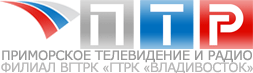 ПТР
ПРИМОРСКОЕ ТЕЛЕВИДЕНИЕ И РАДИО
ФИЛИАЛ ВГТРК «ГТРК «ВЛАДИВОСТОК»